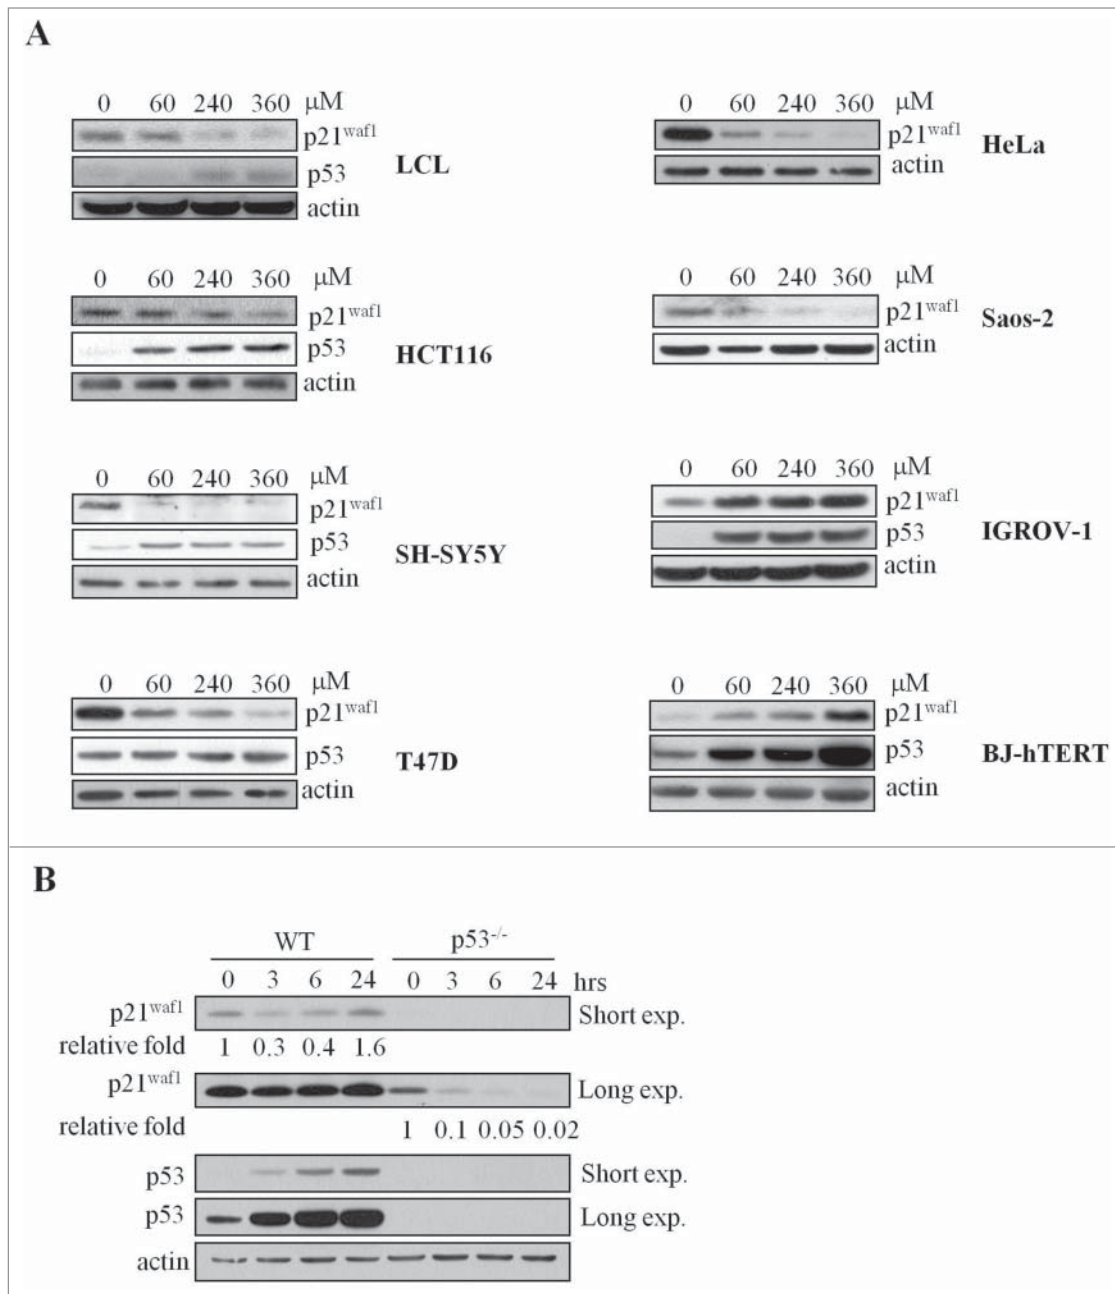 A
0 60 240 360 μM
p21waf1
p53
LCL
actin
0 60 240 360 μM
p21waf1
HeLa
actin
0 60 240 360 μM
p21waf1
p53
HCT116
actin
0 60 240 360 μM
p21waf1
Saos-2
actin
0 60 240 360 μM
p21waf1
p53
SH-SY5Y
actin
0 60 240 360 μM
p21waf1
p53
IGROV-1
actin
0 60 240 360 μM
p21waf1
p53
T47D
actin
0 60 240 360 μM
p21waf1
p53
BJ-hTERT
actin
B
WT p53-/-
0 3 6 24 0 3 6 24 hrs
p21waf1 Short exp.
relative fold 1 0.3 0.4 1.6
p21waf1 Long exp.
relative fold 1 0.1 0.05 0.02
p53 Short exp.
p53 Long exp.
actin